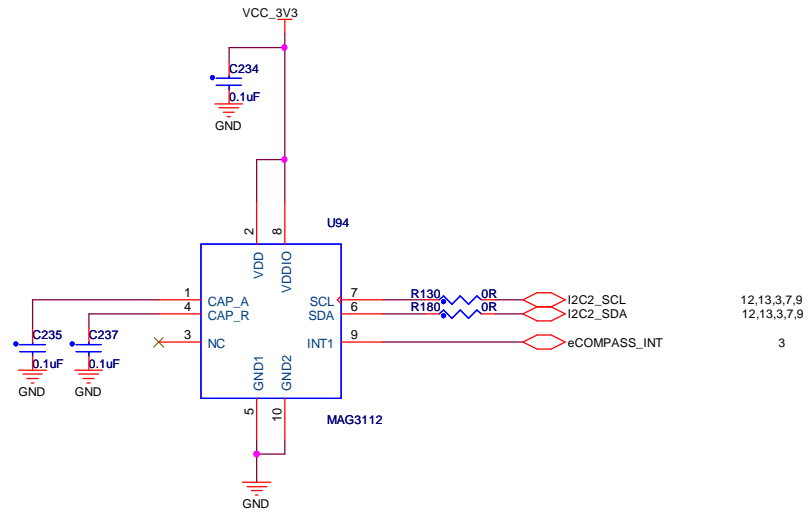 VCC_3V3
C234
0.1uF
GND
U94
2
8
VDD
VDDIO
1
CAP_A
4
CAP_R
3
NC
SCL
7
SDA
6
INT1
9
R130
0R
R180
0R
I2C2_SCL
12,13,3,7,9
I2C2_SDA
12,13,3,7,9
eCOMPASS_INT
3
C235
0.1uF
GND
C237
0.1uF
GND
GND1
GND2
5
10
MAG3112
GND